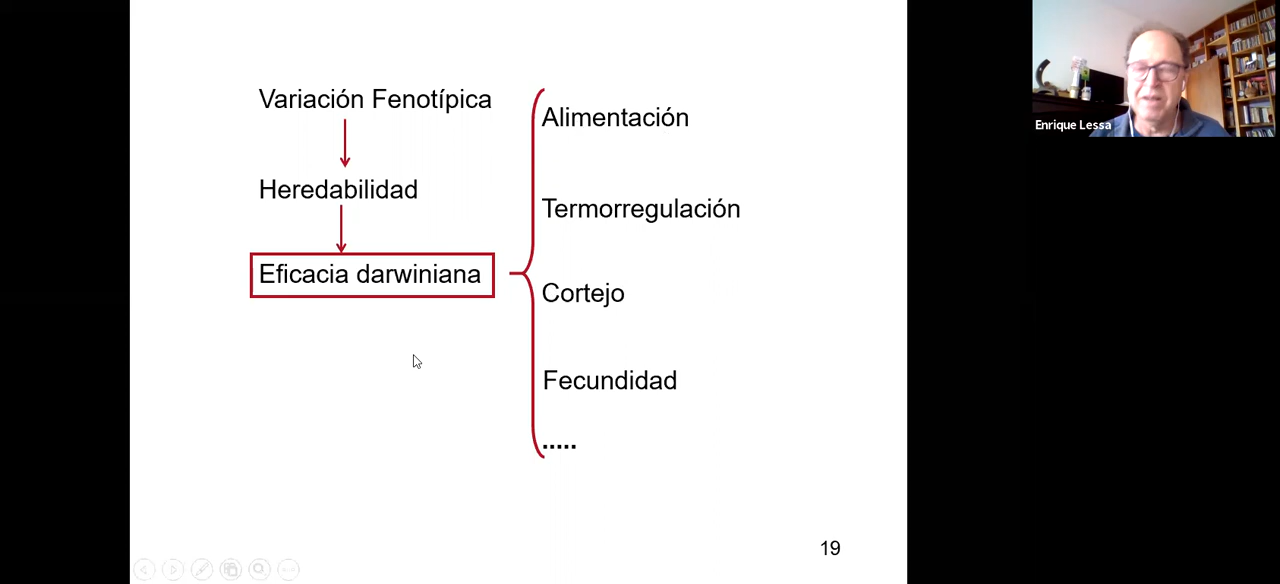 Variación Fenotípica
Heredabilidad
Eficacia darwiniana
Alimentación
Termorregulación
Cortejo
Fecundidad
.....
19
Enrique Lessa